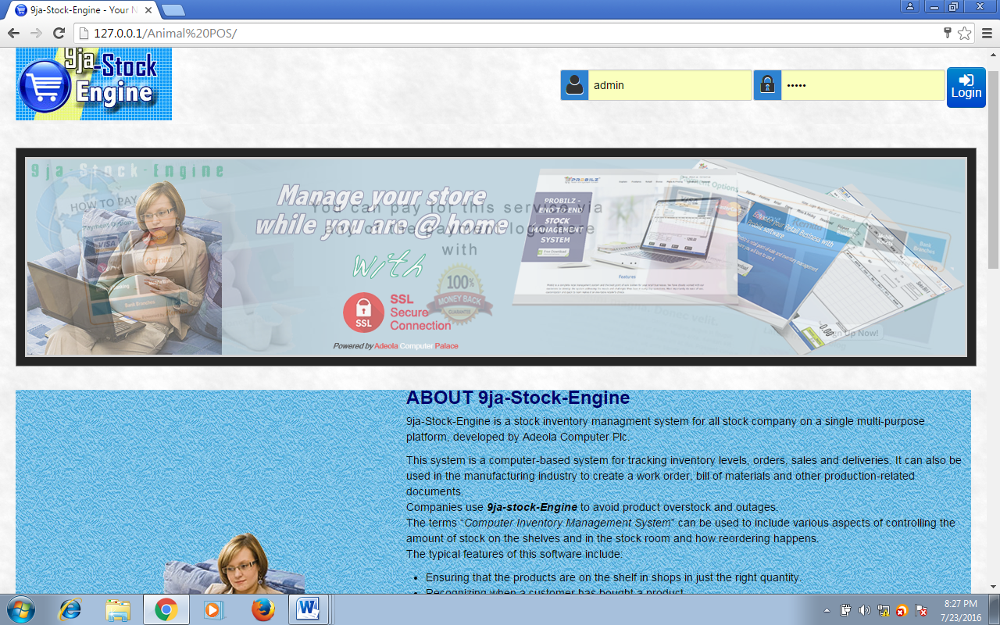 9ja-Stock-Engine - Your N
127.0.0.1/Animal%20POS/
9ja-Stock
Engine
admin
•••••
Login
9ja-Stock-Engine
HOW TO PAY
Manage your store
while you are @ home
You can pay for this service via
with
With
VISA
100%
MONEY BACK
GUARANTEE
SSL
SSL
Secure
Connection
Powered by Adeola Computer Palace
PROBILZ
PROBILZ -
END TO END
STOCK
MANAGEMENT
SYSTEM
Features
Bank
Branches
Sign Up Now!
ABOUT 9ja-Stock-Engine
9ja-Stock-Engine is a stock inventory managment system for all stock company on a single multi-purpose
platform, developed by Adeola Computer Plc.
This system is a computer-based system for tracking inventory levels, orders, sales and deliveries. It can also be
used in the manufacturing industry to create a work order, bill of materials and other production-related
documents.
Companies use 9ja-stock-Engine to avoid product overstock and outages.
The terms “Computer Inventory Management System” can be used to include various aspects of controlling the
amount of stock on the shelves and in the stock room and how reordering happens.
The typical features of this software include:
• Ensuring that the products are on the shelf in shops in just the right quantity.
• Recognizing when a customer has bought a product
8:27 PM
7/23/2016